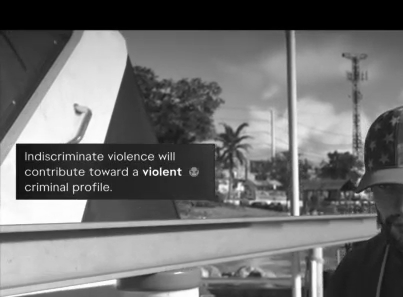 Indiscriminate violence will
contribute toward a violent
criminal profile.